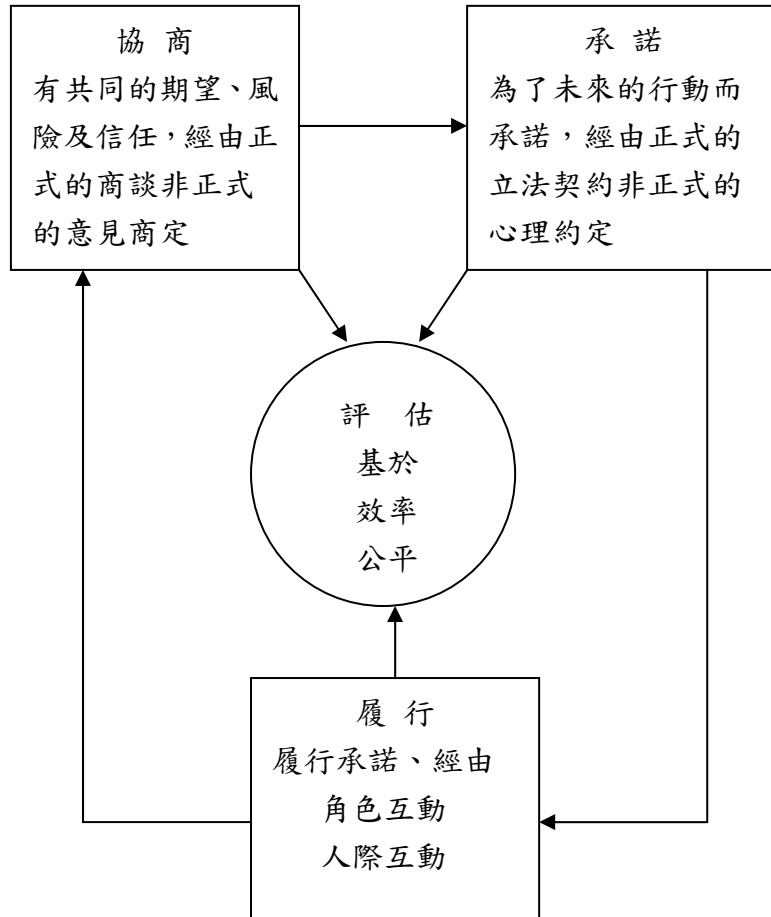 協 商
有共同的期望、風
險及信任，經由正
式的商談非正式
的意見商定
承 諾
為了未來的行動而
承諾，經由正式的
立法契約非正式的
心理約定
評 估
基於
效率
公平
履 行
履行承諾、經由
角色互動
人際互動